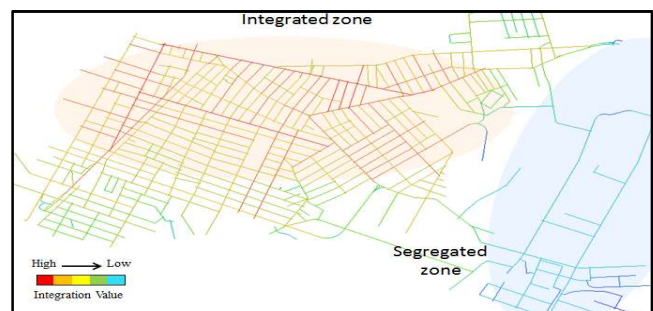 Integrated zone
Segregated
zone
High → Low
Integration Value